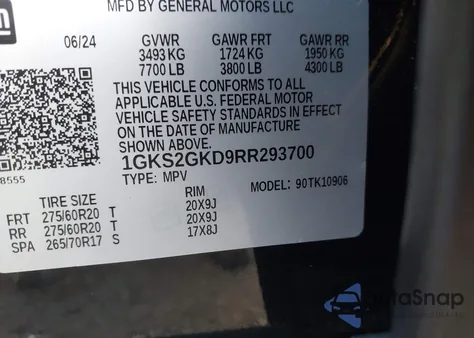 gm
MFD BY GENERAL MOTORS LLC
06/24 GVWR GAWR FRT GAWR RR
3493 KG 1724 KG 1950 KG
7700 LB 3800 LB 4300 LB
THIS VEHICLE CONFORMS TO ALL
APPLICABLE U.S. FEDERAL MOTOR
VEHICLE SAFETY STANDARDS IN
EFFECT ON THE DATE OF MANUFACTURE
SHOWN ABOVE.
1GKS2GKD9RR293700
8555
TYPE: MPV MODEL: 90TK10906
TIRE SIZE RIM
FRT 275/60R20 T 20X9J
RR 275/60R20 T 20X9J
SPA 265/70R17 S 17X8J
AutoSnap